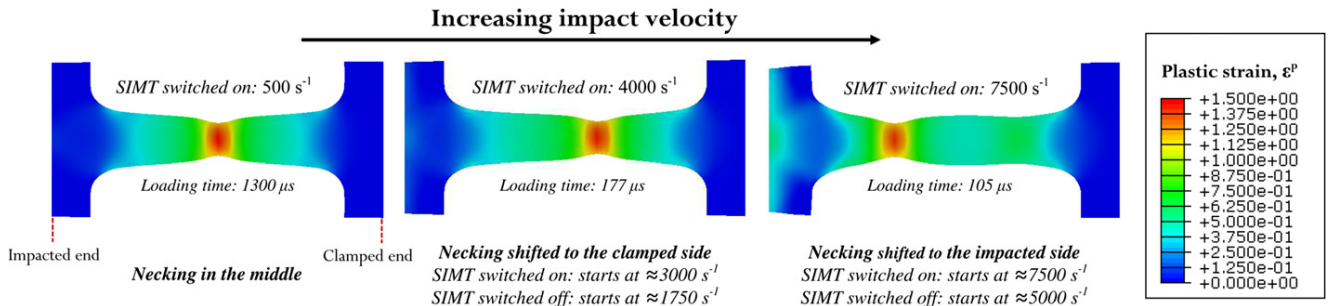 Increasing impact velocity
SIMT switched on: 500 s⁻¹
Loading time: 1300 μs
Impacted end
Clamped end
Necking in the middle
SIMT switched on: 4000 s⁻¹
Loading time: 177 μs
Necking shifted to the clamped side
SIMT switched on: starts at ≈3000 s⁻¹
SIMT switched off: starts at ≈1750 s⁻¹
SIMT switched on: 7500 s⁻¹
Loading time: 105 μs
Necking shifted to the impacted side
SIMT switched on: starts at ≈7500 s⁻¹
SIMT switched off: starts at ≈5000 s⁻¹
Plastic strain, εᵖ
+1.500e+00
+1.375e+00
+1.250e+00
+1.125e+00
+1.000e+00
+8.750e-01
+7.500e-01
+6.250e-01
+5.000e-01
+3.750e-01
+2.500e-01
+1.250e-01
+0.000e+00